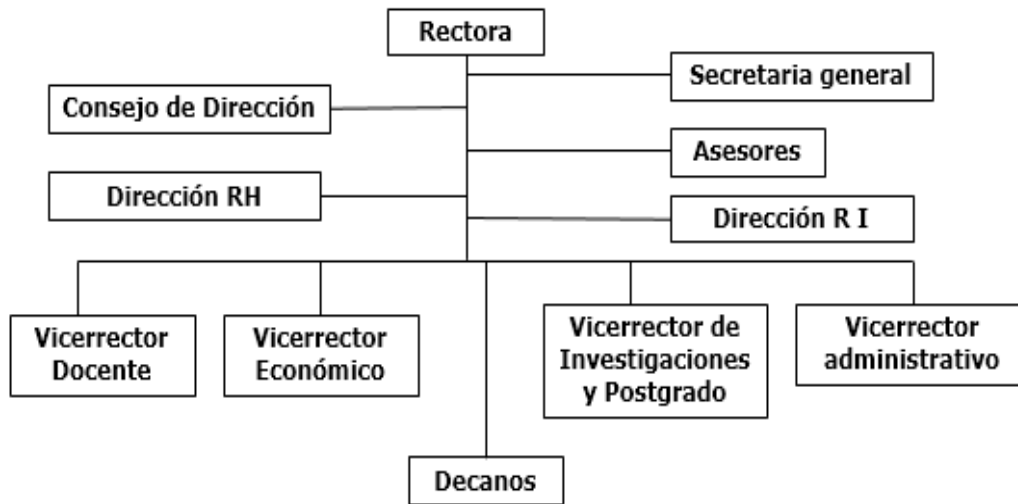 Rectora
Secretaria general
Consejo de Dirección
Asesores
Dirección RH
Dirección R I
Vicerrector
Docente
Vicerrector
Económico
Vicerrector de
Investigaciones
y Postgrado
Vicerrector
administrativo
Decanos